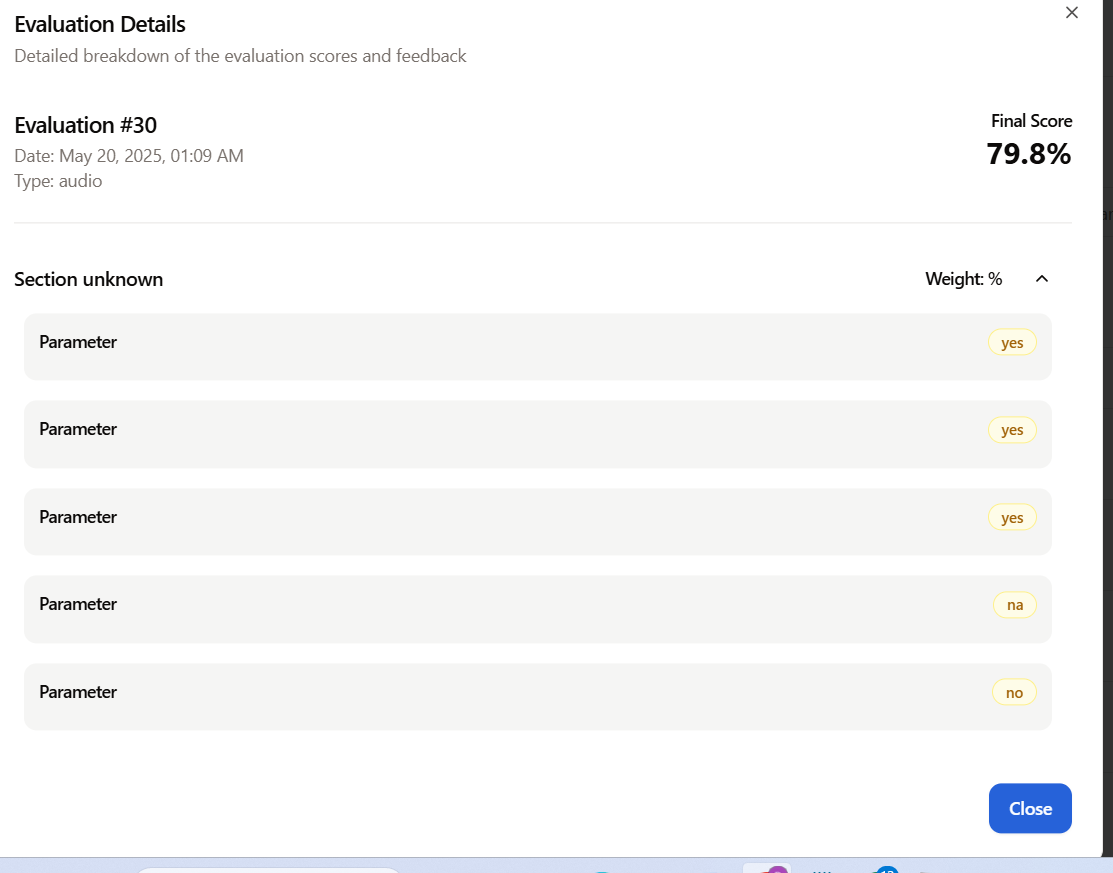 Evaluation Details
Detailed breakdown of the evaluation scores and feedback
Evaluation #30
Date: May 20, 2025, 01:09 AM
Type: audio
Final Score
79.8%
Section unknown
Weight: %
Parameter
yes
Parameter
yes
Parameter
yes
Parameter
na
Parameter
no
Close